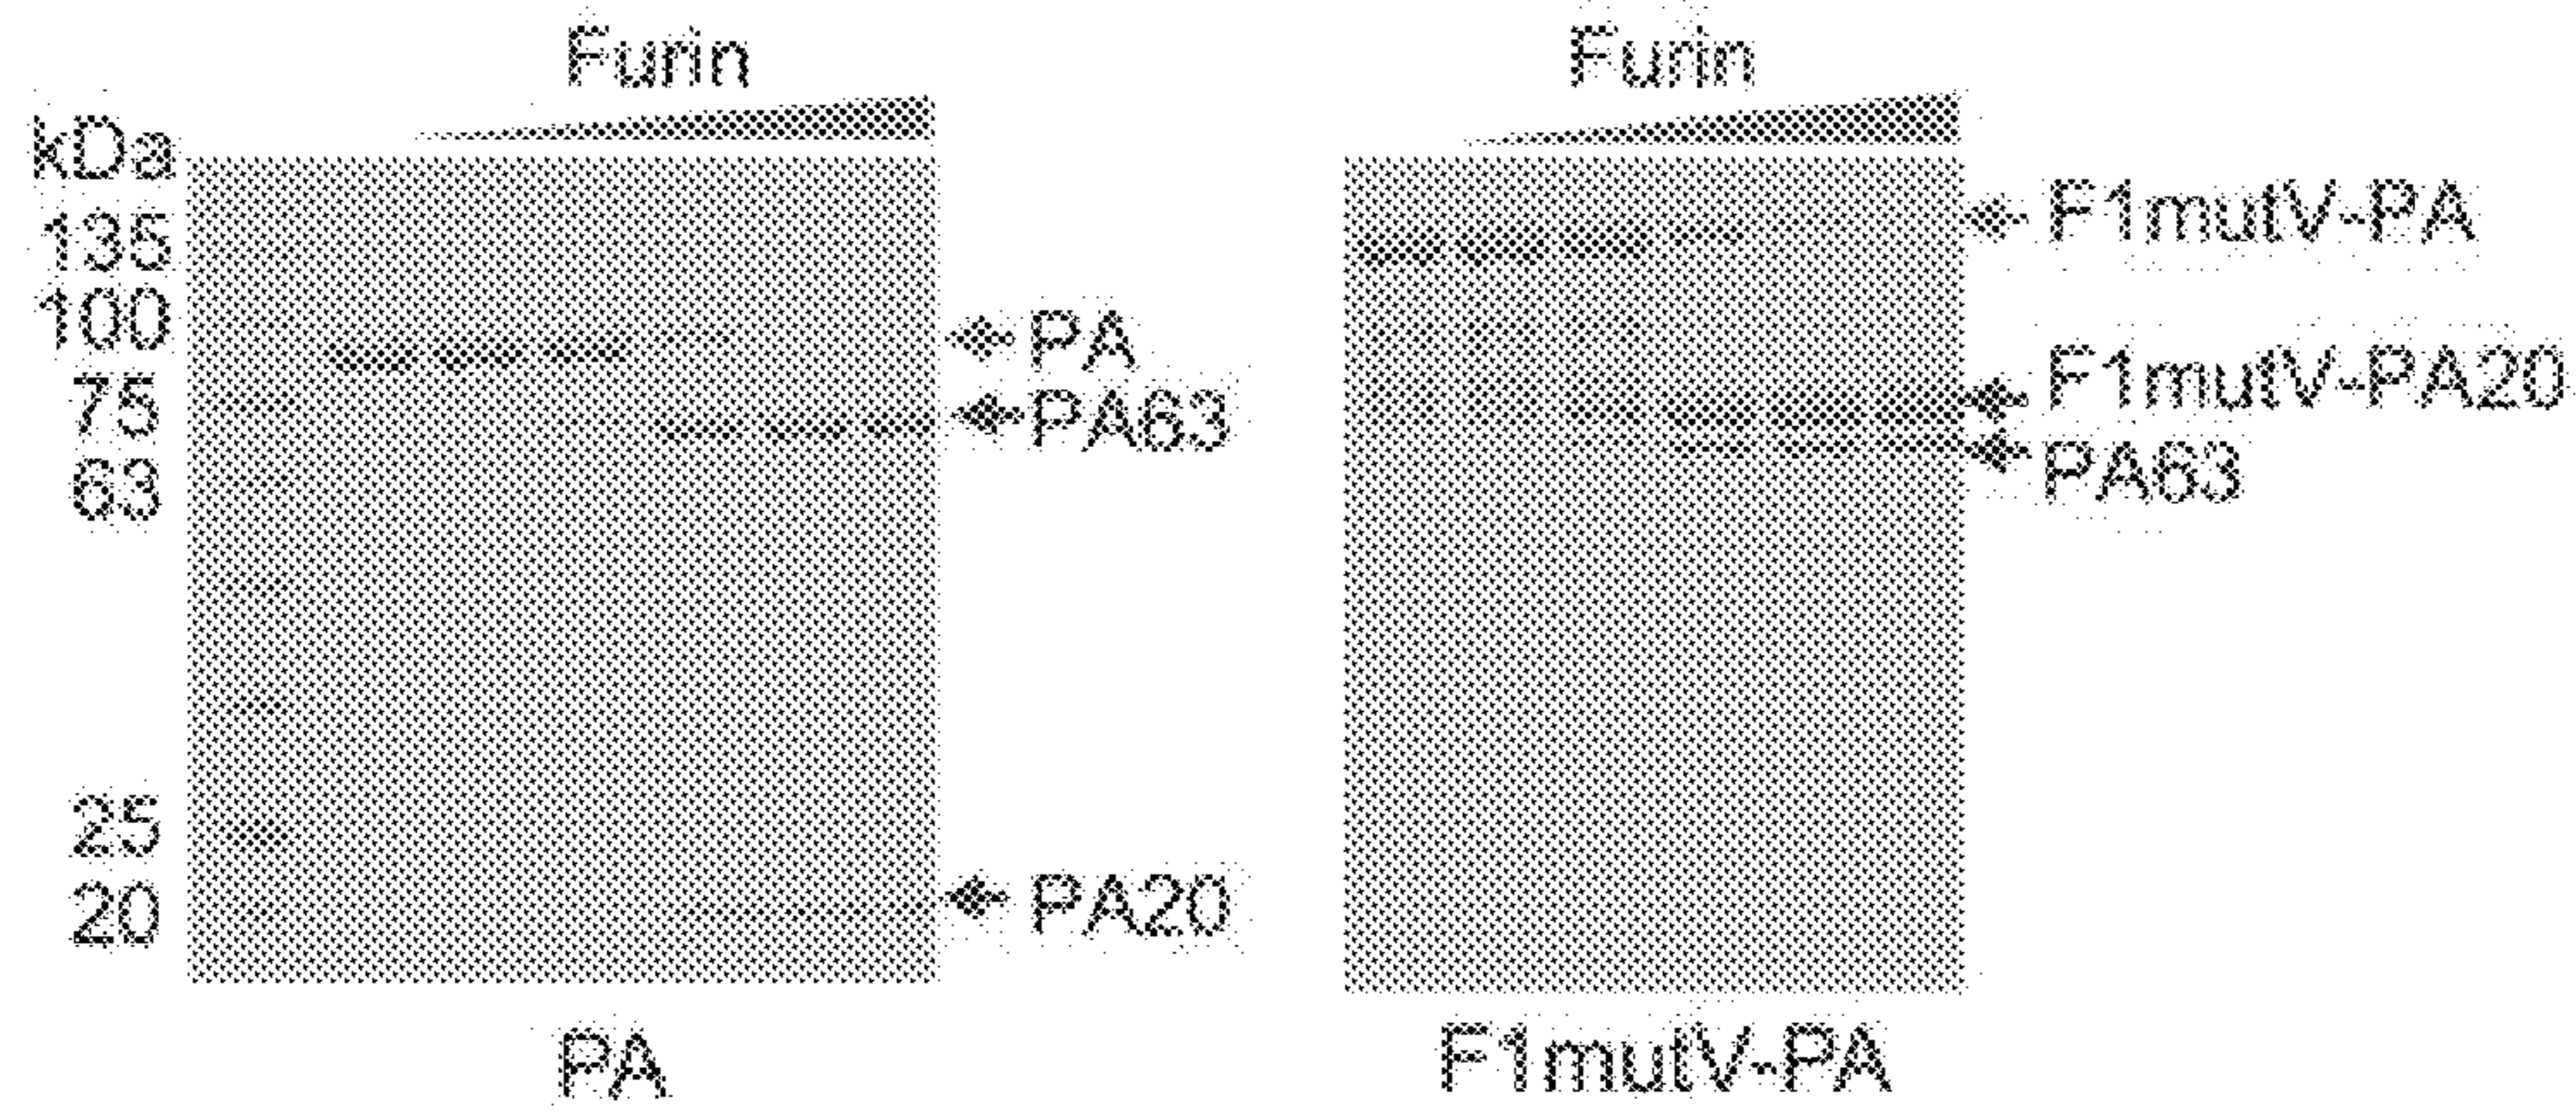 Furin
kDa
135
100
75
63
25
20
PA
PA63
PA20
PA
Furin
F1mutV-PA
F1mutV-PA20
PA63
F1mutV-PA